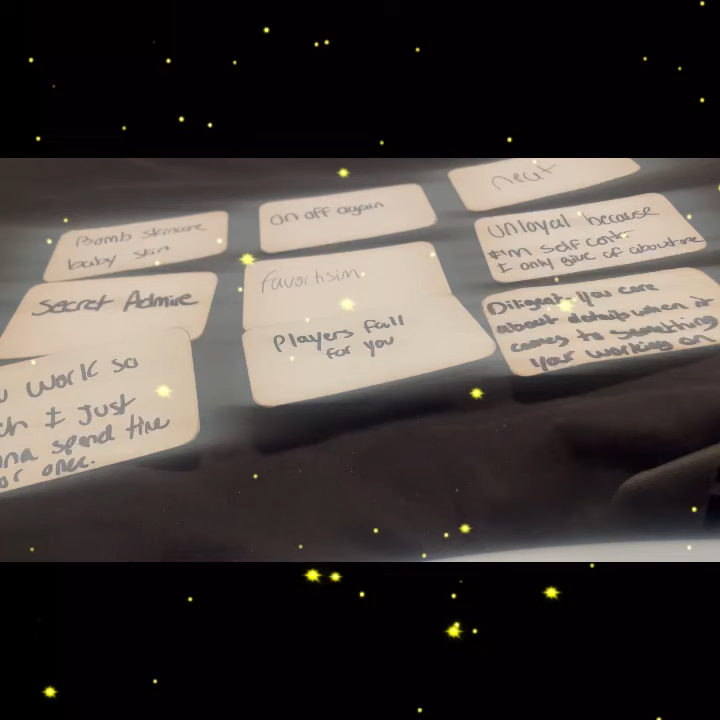 Bomb skincare
baby skin
Secret Admire
Work so
I Just
spend time
or once.
On off again
favoritism
Players fall
for you
neat
Unloyal because
I'm self cent
I only give af about me
Diligent you care
about details when it
comes to something
your working on